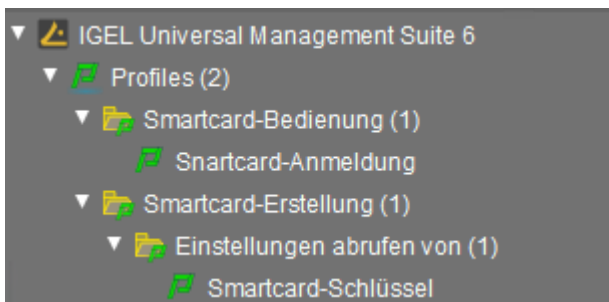 IGEL Universal Management Suite 6
Profiles (2)
Smartcard-Bedienung (1)
Snartcard-Anmeldung
Smartcard-Erstellung (1)
Einstellungen abrufen von (1)
Smartcard-Schlüssel